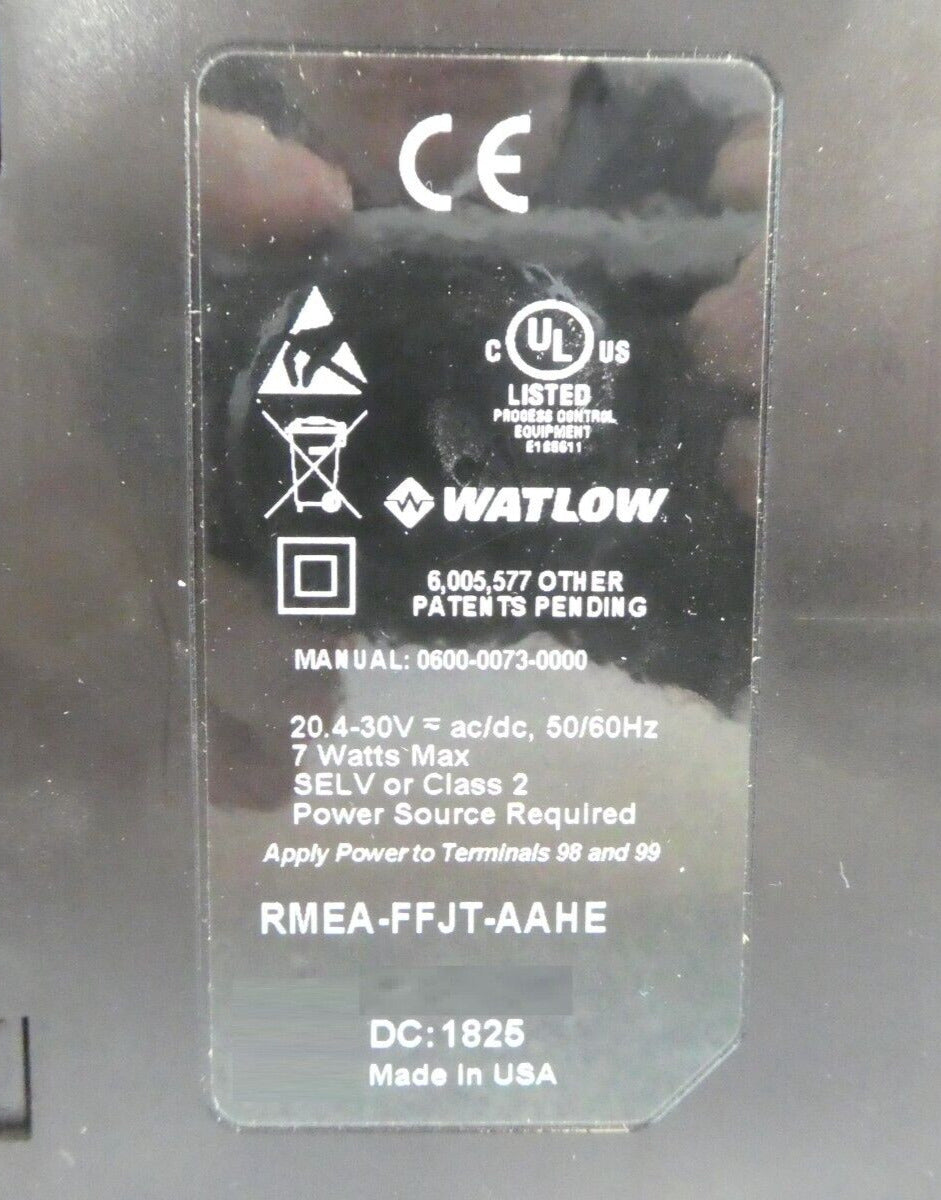 CE
C UL US
LISTED
PROCESS CONTROL
EQUIPMENT
E185611
WATLOW
6,005,577 OTHER
PATENTS PENDING
MANUAL: 0600-0073-0000
20.4-30V ⎓ ac/dc, 50/60Hz
7 Watts Max
SELV or Class 2
Power Source Required
Apply Power to Terminals 98 and 99
RMEA-FFJT-AAHE
DC:1825
Made in USA